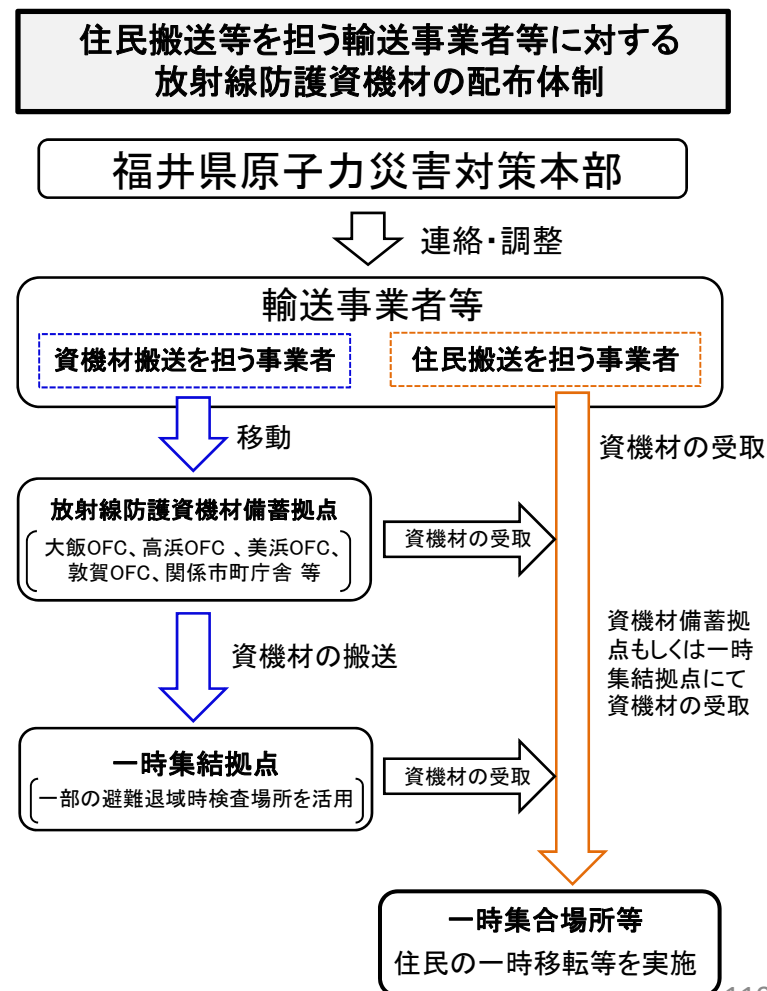 住民搬送等を担う輸送事業者等に対する
放射線防護資機材の配布体制
福井県原子力災害対策本部
連絡・調整
輸送事業者等
資機材搬送を担う事業者
住民搬送を担う事業者
移動
資機材の受取
放射線防護資機材備蓄拠点
大飯OFC、高浜OFC 、美浜OFC、
敦賀OFC、関係市町庁舎 等
資機材の受取
資機材の搬送
資機材備蓄拠
点もしくは一時
集結拠点にて
資機材の受取
一時集結拠点
一部の避難退域時検査場所を活用
資機材の受取
一時集合場所等
住民の一時移転等を実施